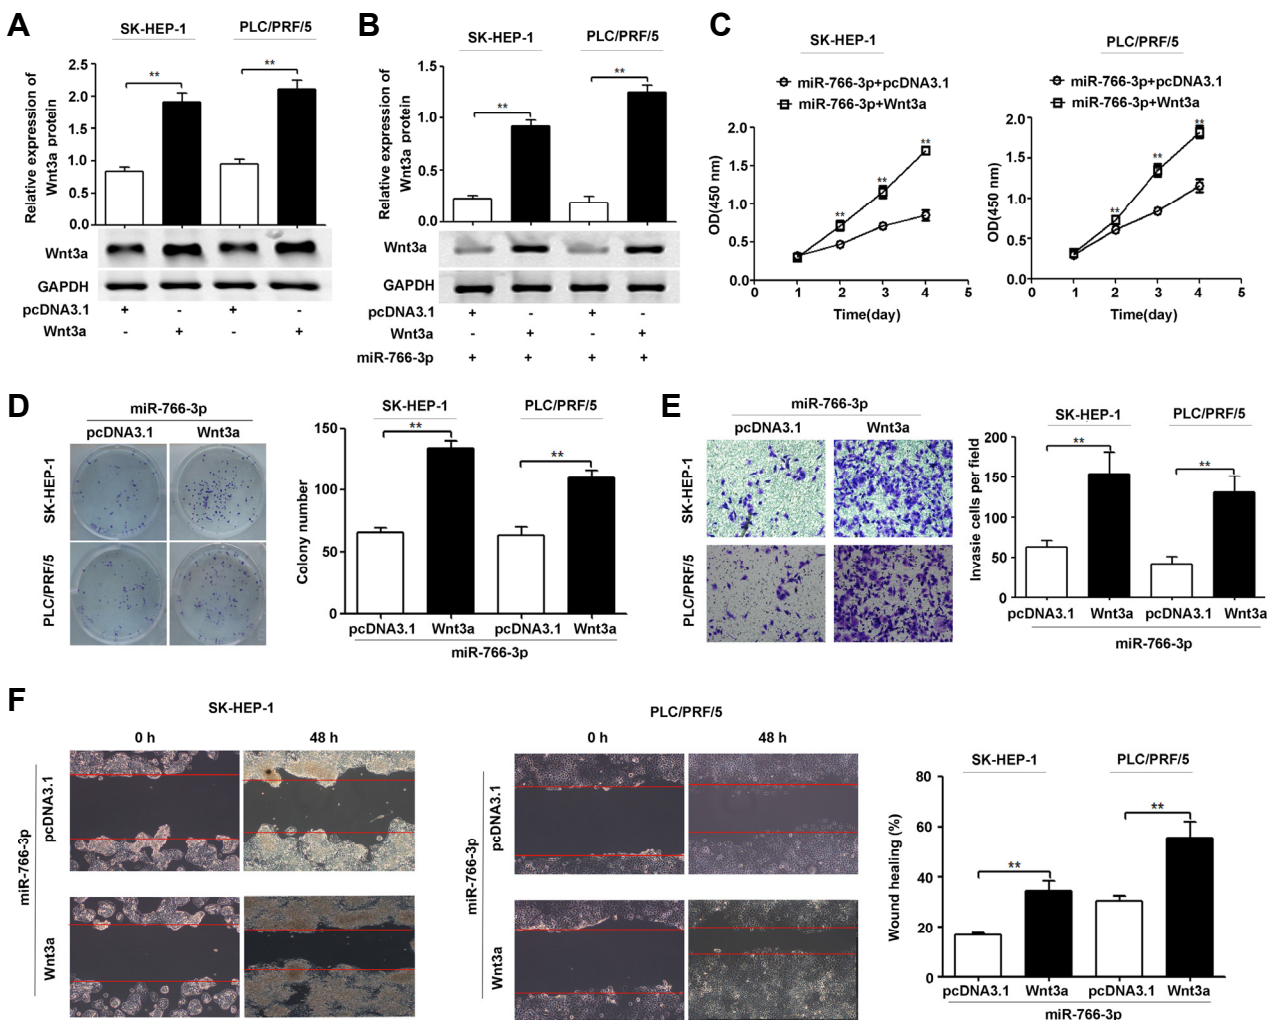 A
SK-HEP-1 PLC/PRF/5
Relative expression of
Wnt3a protein
2.5
2.0
1.5
1.0
0.5
0.0
** **
Wnt3a
GAPDH
pcDNA3.1 + - + -
Wnt3a - + - +
B
SK-HEP-1 PLC/PRF/5
Relative expression of
Wnt3a protein
1.5
1.0
0.5
0.0
** **
Wnt3a
GAPDH
pcDNA3.1 + - + -
Wnt3a - + - +
miR-766-3p + + + +
C
SK-HEP-1
miR-766-3p+pcDNA3.1
miR-766-3p+Wnt3a
OD(450 nm)
2.0
1.5
1.0
0.5
0.0
** ** **
0 1 2 3 4 5
Time(day)
PLC/PRF/5
miR-766-3p+pcDNA3.1
miR-766-3p+Wnt3a
OD(450 nm)
2.0
1.5
1.0
0.5
0.0
** ** **
0 1 2 3 4 5
Time(day)
D
miR-766-3p
pcDNA3.1 Wnt3a
SK-HEP-1
PLC/PRF/5
SK-HEP-1 PLC/PRF/5
Colony number
150
100
50
0
** **
pcDNA3.1 Wnt3a pcDNA3.1 Wnt3a
miR-766-3p
E
miR-766-3p
pcDNA3.1 Wnt3a
SK-HEP-1
PLC/PRF/5
SK-HEP-1 PLC/PRF/5
Invasie cells per field
200
150
100
50
0
** **
pcDNA3.1 Wnt3a pcDNA3.1 Wnt3a
miR-766-3p
F
SK-HEP-1
0 h 48 h
miR-766-3p
pcDNA3.1
Wnt3a
PLC/PRF/5
0 h 48 h
miR-766-3p
pcDNA3.1
Wnt3a
SK-HEP-1 PLC/PRF/5
Wound healing (%)
80
60
40
20
0
** **
pcDNA3.1 Wnt3a pcDNA3.1 Wnt3a
miR-766-3p